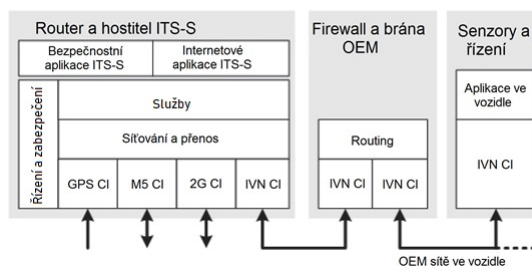 Router a hostitel ITS-S
Bezpečnostní
aplikace ITS-S
Internetové
aplikace ITS-S
Řízení a zabezpečení
Služby
Síťování a přenos
GPS CI
M5 CI
2G CI
IVN CI
Firewall a brána
OEM
Routing
IVN CI
IVN CI
Senzory a
řízení
Aplikace ve
vozidle
IVN CI
OEM sítě ve vozidle